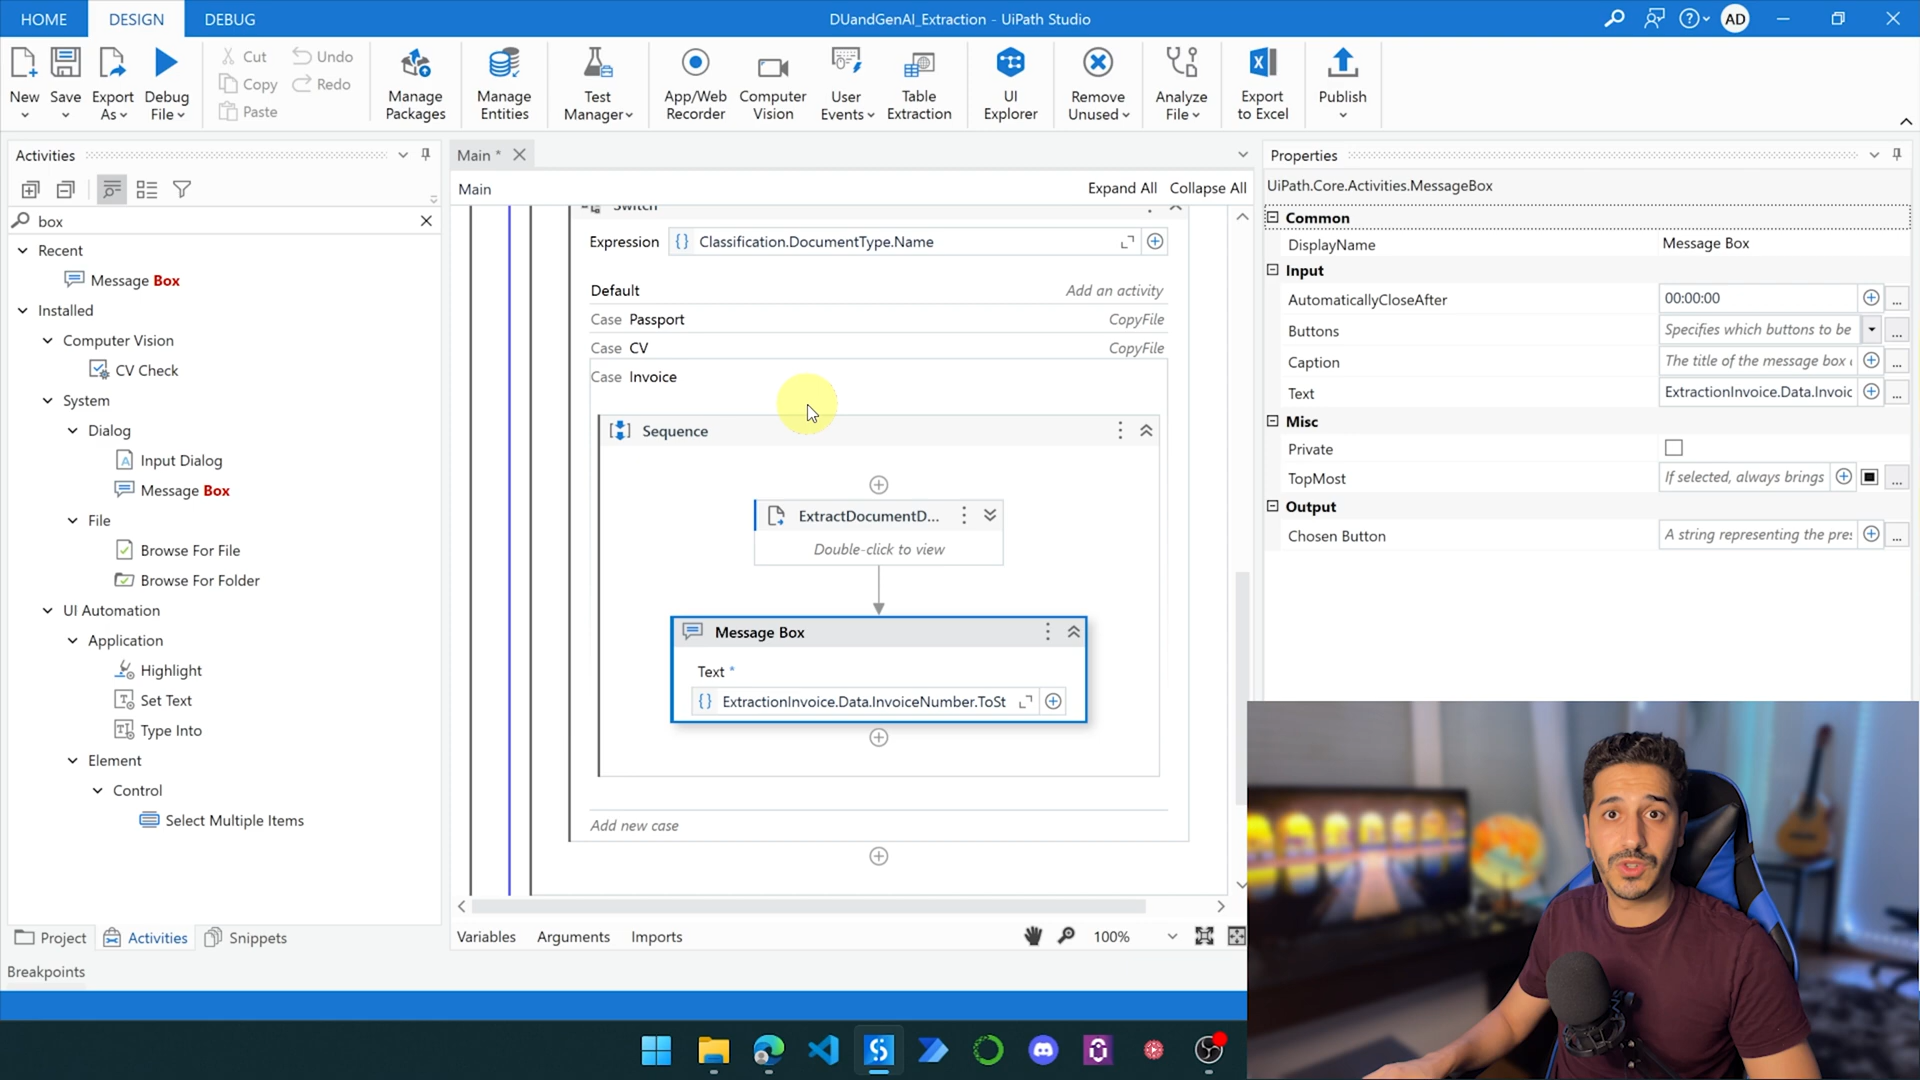 HOME
DESIGN
DEBUG
DUandGenAI_Extraction - UiPath Studio
AD
New
Save
Export As
Debug File
Cut
Copy
Paste
Undo
Redo
Manage Packages
Manage Entities
Test Manager
App/Web Recorder
Computer Vision
User Events
Table Extraction
UI Explorer
Remove Unused
Analyze File
Export to Excel
Publish
Activities
box
Recent
Message Box
Installed
Computer Vision
CV Check
System
Dialog
Input Dialog
Message Box
File
Browse For File
Browse For Folder
UI Automation
Application
Highlight
Set Text
Type Into
Element
Control
Select Multiple Items
Project
Activities
Snippets
Breakpoints
Main *
Main
Expand All
Collapse All
Switch
Expression
Classification.DocumentType.Name
Default
Add an activity
Case Passport
CopyFile
Case CV
CopyFile
Case Invoice
Sequence
ExtractDocumentD...
Double-click to view
Message Box
Text *
ExtractionInvoice.Data.InvoiceNumber.ToSt
Add new case
Variables
Arguments
Imports
100%
Properties
UiPath.Core.Activities.MessageBox
Common
DisplayName
Message Box
Input
AutomaticallyCloseAfter
00:00:00
Buttons
Specifies which buttons to be
Caption
The title of the message box
Text
ExtractionInvoice.Data.Invoic
Misc
Private
TopMost
If selected, always brings
Output
Chosen Button
A string representing the pre